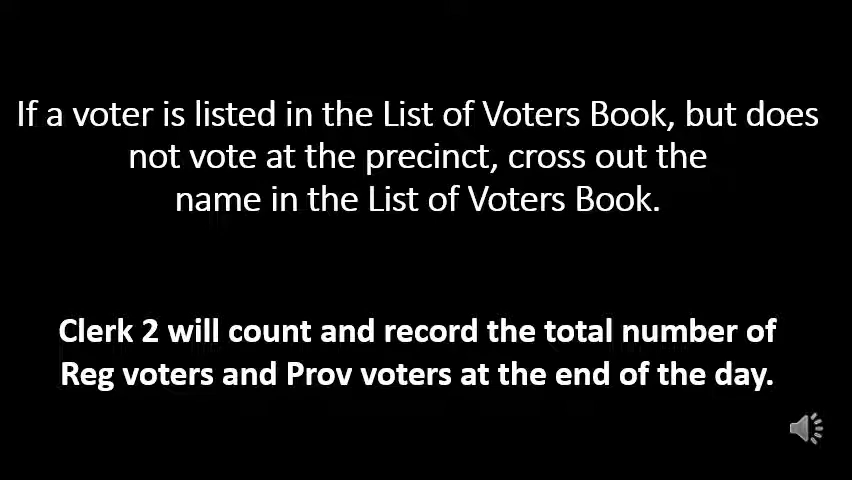 If a voter is listed in the List of Voters Book, but does
not vote at the precinct, cross out the
name in the List of Voters Book.
Clerk 2 will count and record the total number of
Reg voters and Prov voters at the end of the day.